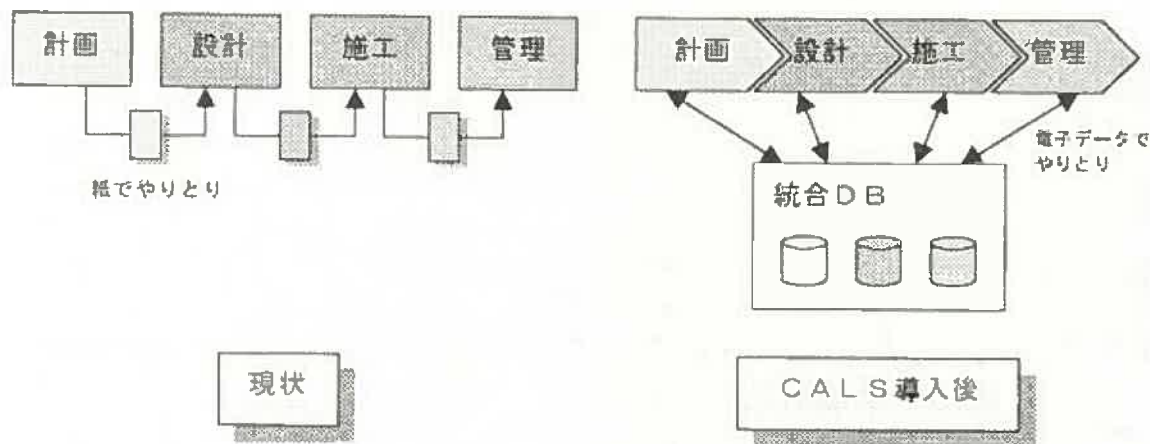 計画
設計
施工
管理
紙でやりとり
現状
計画
設計
施工
管理
電子データで
やりとり
統合ＤＢ
ＣＡＬＳ導入後